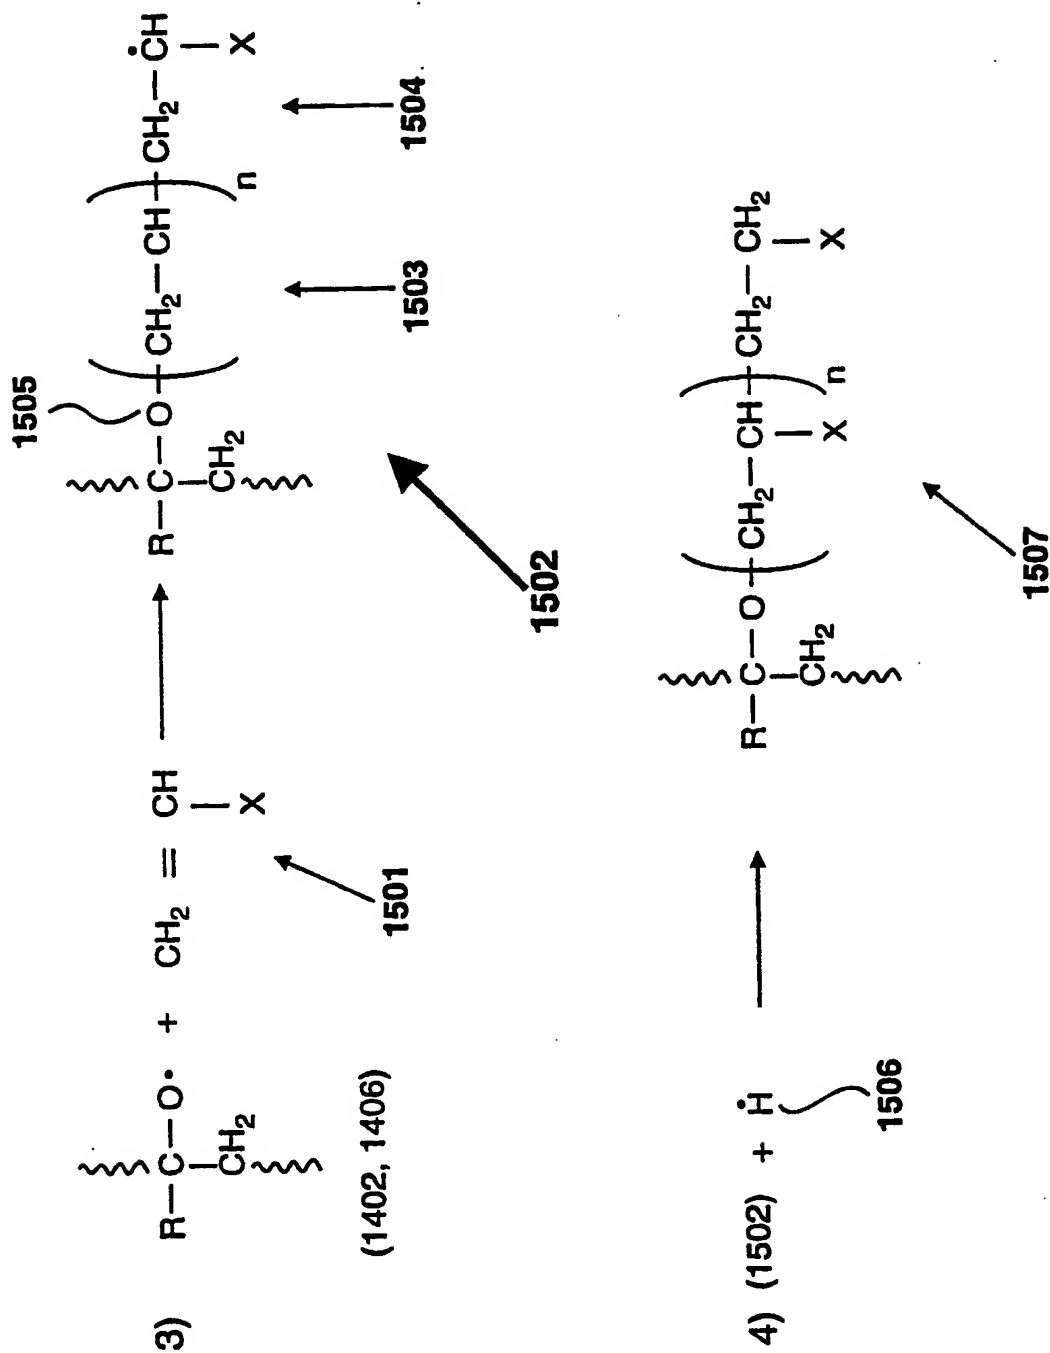 3) R–C–O• + CH₂ = CH ⟶ R–C–O–(CH₂–CH)ₙ–CH₂–ĊH
CH₂ X CH₂ X
(1402, 1406)
1501
1502
1503
1504
1505
4) (1502) + Ḣ ⟶ R–C–O–(CH₂–CH)ₙ–CH₂–CH₂
CH₂ X X
1506
1507